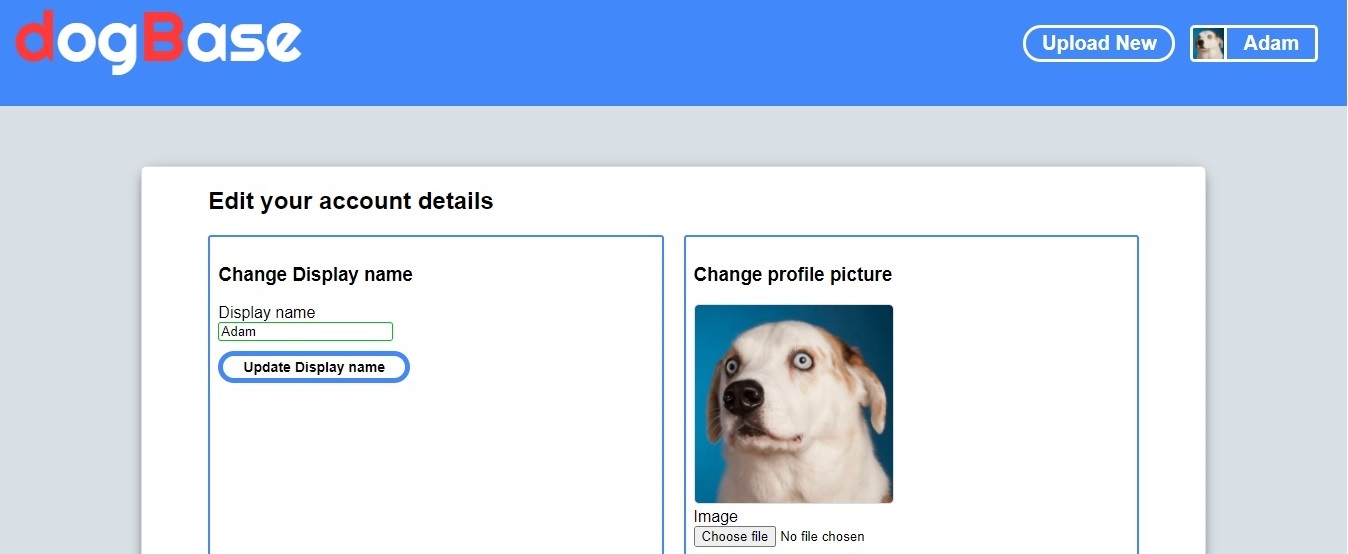 dogBase
Upload New
Adam
Edit your account details
Change Display name
Display name
Adam
Update Display name
Change profile picture
Image
Choose file No file chosen